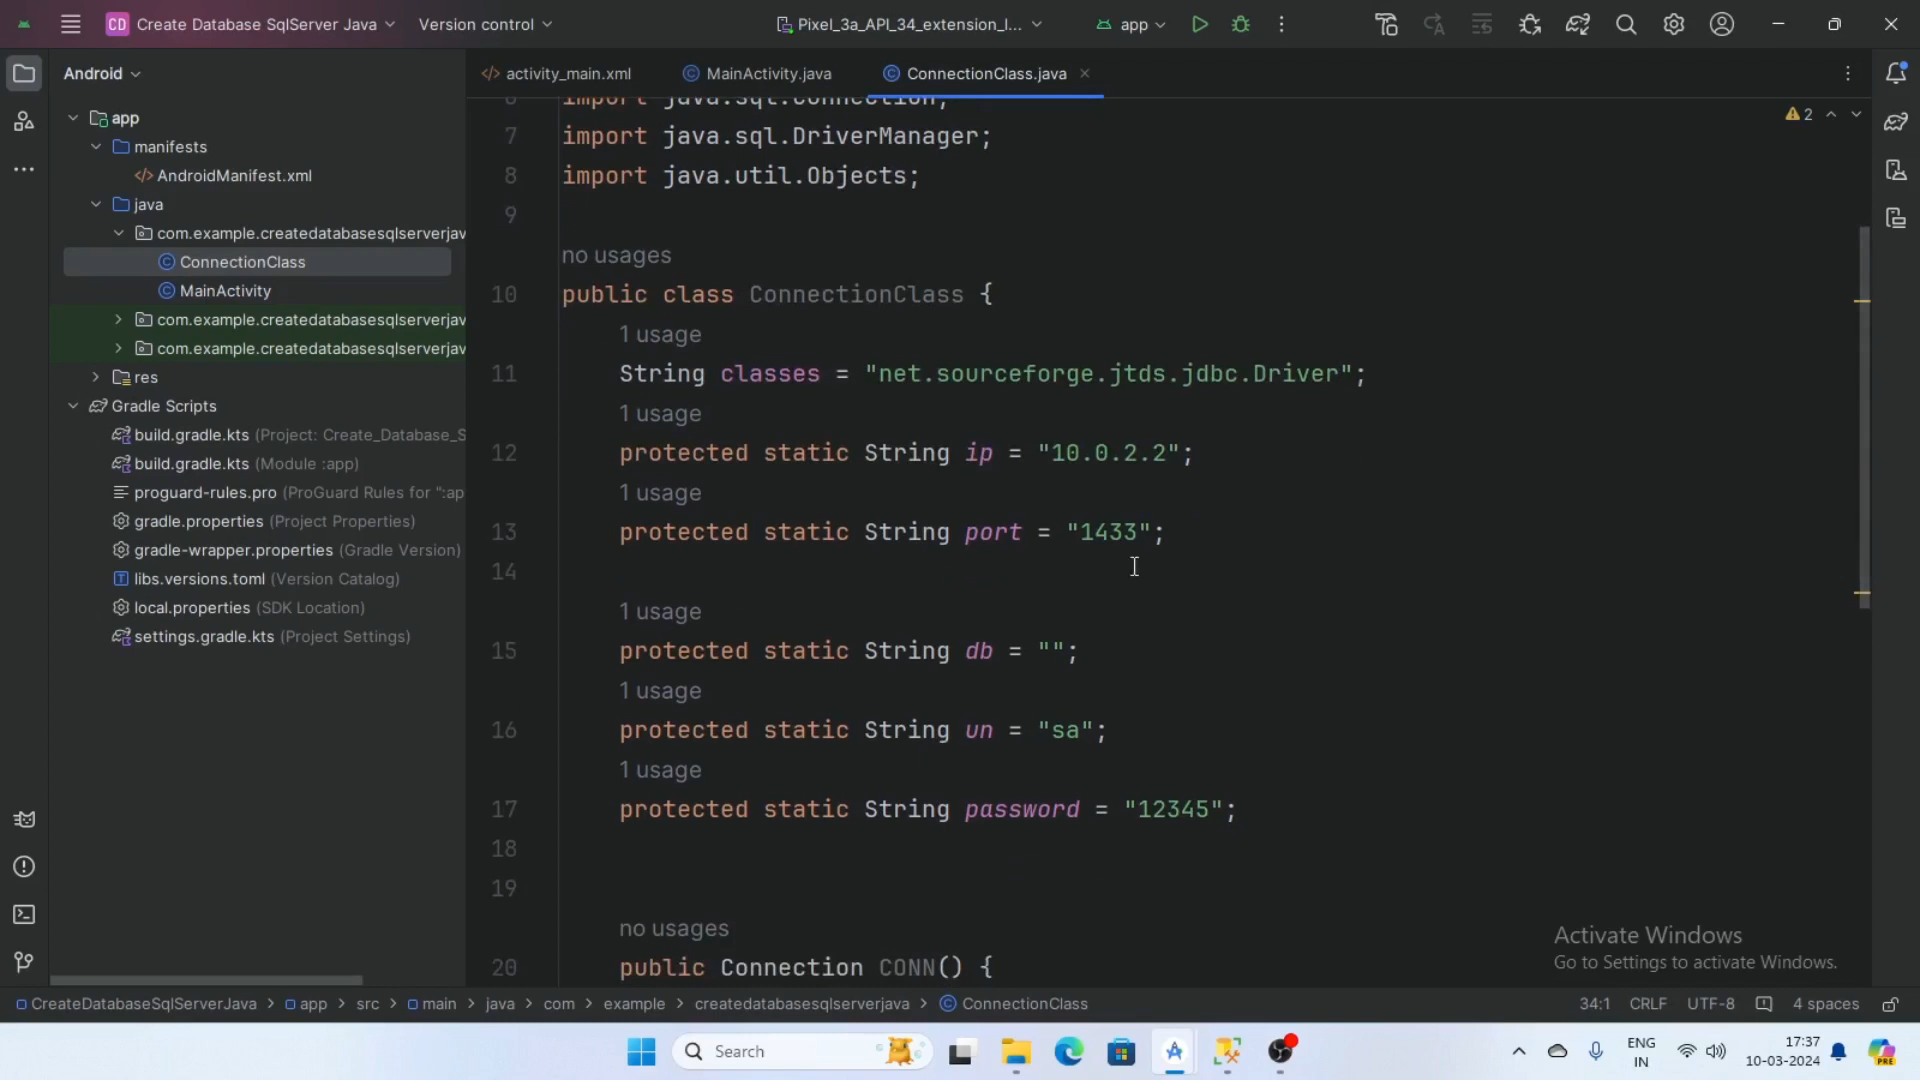 CD Create Database SqlServer Java Version control Pixel_3a_API_34_extension_l... app
Android activity_main.xml MainActivity.java ConnectionClass.java
app
manifests
AndroidManifest.xml
java
com.example.createdatabasesqlserverjav
ConnectionClass
MainActivity
com.example.createdatabasesqlserverjav
com.example.createdatabasesqlserverjav
res
Gradle Scripts
build.gradle.kts (Project: Create_Database_S
build.gradle.kts (Module :app)
proguard-rules.pro (ProGuard Rules for ":ap
gradle.properties (Project Properties)
gradle-wrapper.properties (Gradle Version)
libs.versions.toml (Version Catalog)
local.properties (SDK Location)
settings.gradle.kts (Project Settings)
2
6 import java.sql.Connection;
7 import java.sql.DriverManager;
8 import java.util.Objects;
9
no usages
10 public class ConnectionClass {
1 usage
11 String classes = "net.sourceforge.jtds.jdbc.Driver";
1 usage
12 protected static String ip = "10.0.2.2";
1 usage
13 protected static String port = "1433";
14
1 usage
15 protected static String db = "";
1 usage
16 protected static String un = "sa";
1 usage
17 protected static String password = "12345";
18
19
no usages
20 public Connection CONN() {
Activate Windows
Go to Settings to activate Windows.
CreateDatabaseSqlServerJava > app > src > main > java > com > example > createdatabasesqlserverjava > ConnectionClass 34:1 CRLF UTF-8 4 spaces
Search ENG
IN 17:37
10-03-2024 PRE